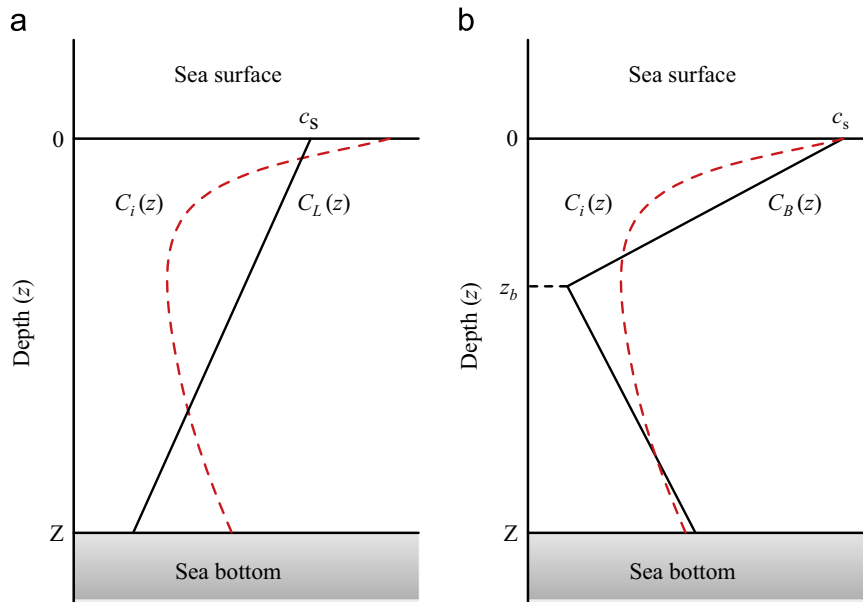 a
Sea surface
0
c_s
C_i(z)
C_L(z)
Depth (z)
Z
Sea bottom
b
Sea surface
0
c_s
C_i(z)
C_B(z)
z_b
Depth (z)
Z
Sea bottom